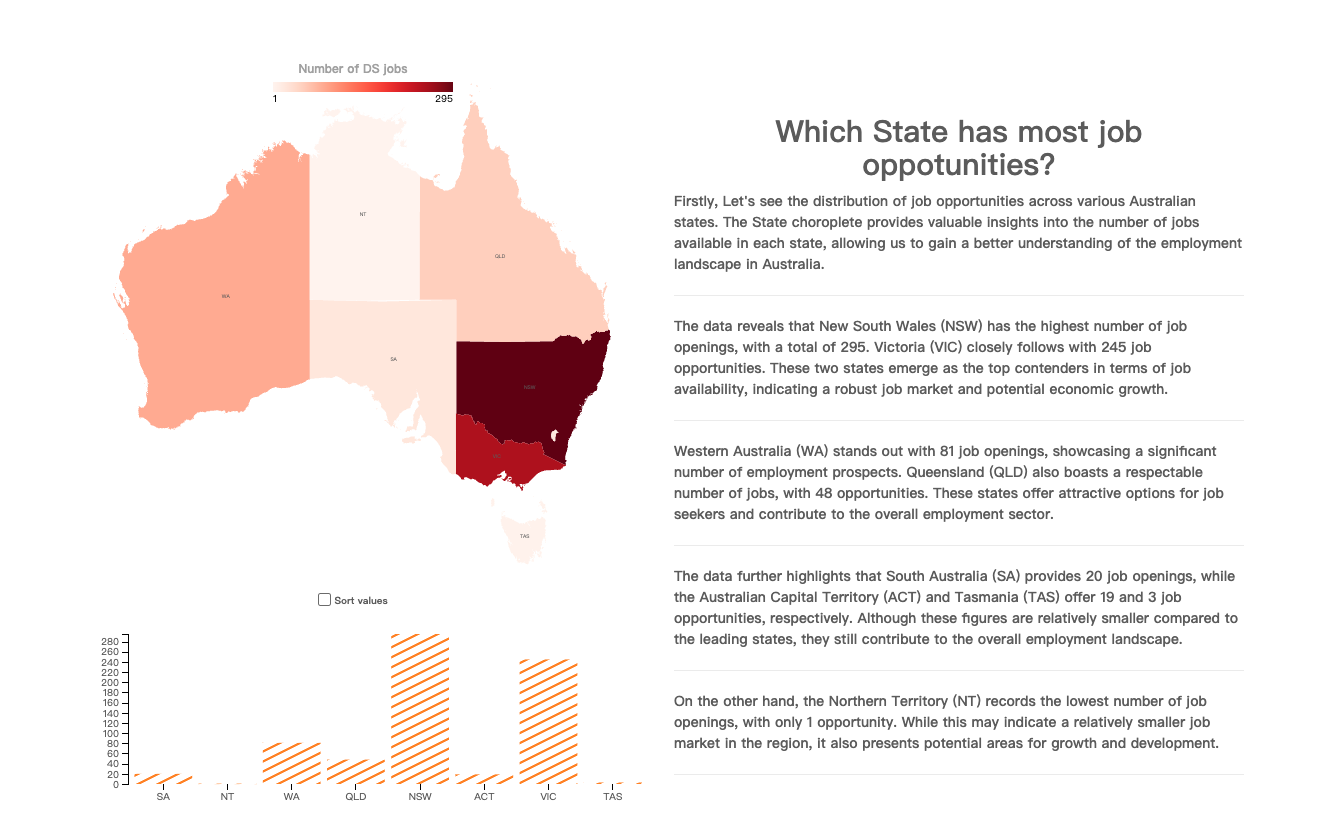 Number of DS jobs
1 295
NT
QLD
WA
SA
NSW
VIC
TAS
Sort values
280
260
240
220
200
180
160
140
120
100
80
60
40
20
0
SA NT WA QLD NSW ACT VIC TAS
Which State has most job
oppotunities?
Firstly, Let's see the distribution of job opportunities across various Australian
states. The State choroplete provides valuable insights into the number of jobs
available in each state, allowing us to gain a better understanding of the employment
landscape in Australia.
The data reveals that New South Wales (NSW) has the highest number of job
openings, with a total of 295. Victoria (VIC) closely follows with 245 job
opportunities. These two states emerge as the top contenders in terms of job
availability, indicating a robust job market and potential economic growth.
Western Australia (WA) stands out with 81 job openings, showcasing a significant
number of employment prospects. Queensland (QLD) also boasts a respectable
number of jobs, with 48 opportunities. These states offer attractive options for job
seekers and contribute to the overall employment sector.
The data further highlights that South Australia (SA) provides 20 job openings, while
the Australian Capital Territory (ACT) and Tasmania (TAS) offer 19 and 3 job
opportunities, respectively. Although these figures are relatively smaller compared to
the leading states, they still contribute to the overall employment landscape.
On the other hand, the Northern Territory (NT) records the lowest number of job
openings, with only 1 opportunity. While this may indicate a relatively smaller job
market in the region, it also presents potential areas for growth and development.